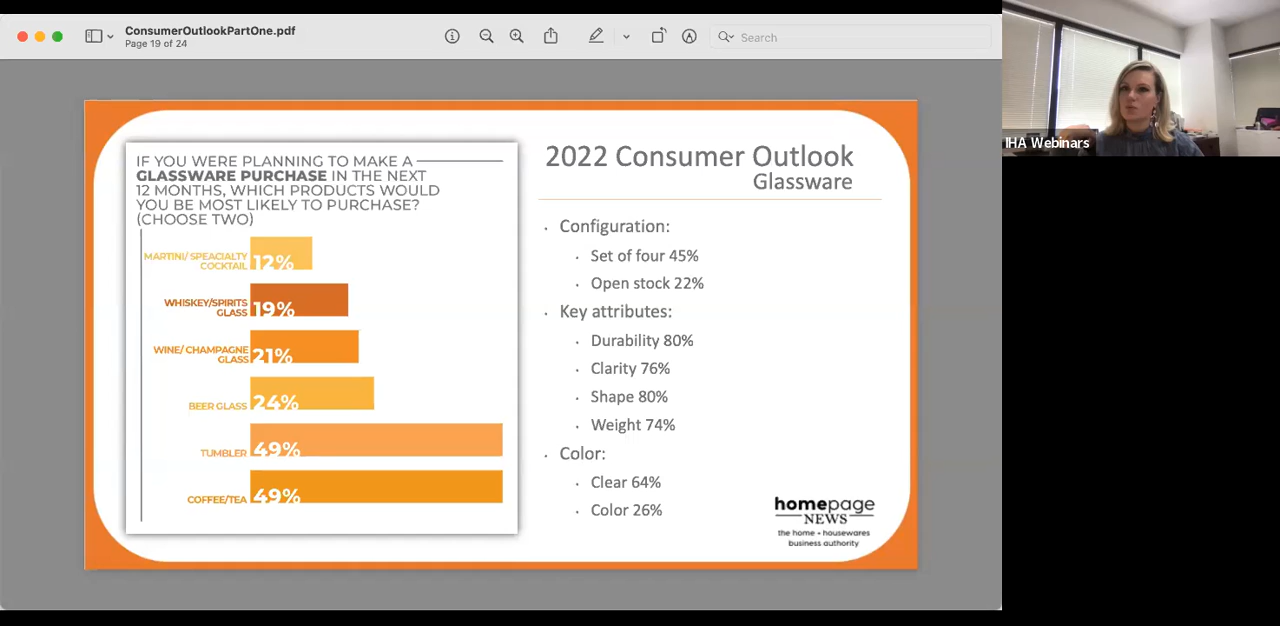 ConsumerOutlookPartOne.pdf
Page 19 of 24
Search
IHA Webinars
IF YOU WERE PLANNING TO MAKE A
GLASSWARE PURCHASE IN THE NEXT
12 MONTHS, WHICH PRODUCTS WOULD
YOU BE MOST LIKELY TO PURCHASE?
(CHOOSE TWO)
MARTINI/ SPEACIALTY
COCKTAIL
12%
WHISKEY/SPIRITS
GLASS
19%
WINE/ CHAMPAGNE
GLASS
21%
BEER GLASS
24%
TUMBLER
49%
COFFEE/TEA
49%
2022 Consumer Outlook
Glassware
· Configuration:
· Set of four 45%
· Open stock 22%
· Key attributes:
· Durability 80%
· Clarity 76%
· Shape 80%
· Weight 74%
· Color:
· Clear 64%
· Color 26%
homepage
NEWS
the home + housewares
business authority